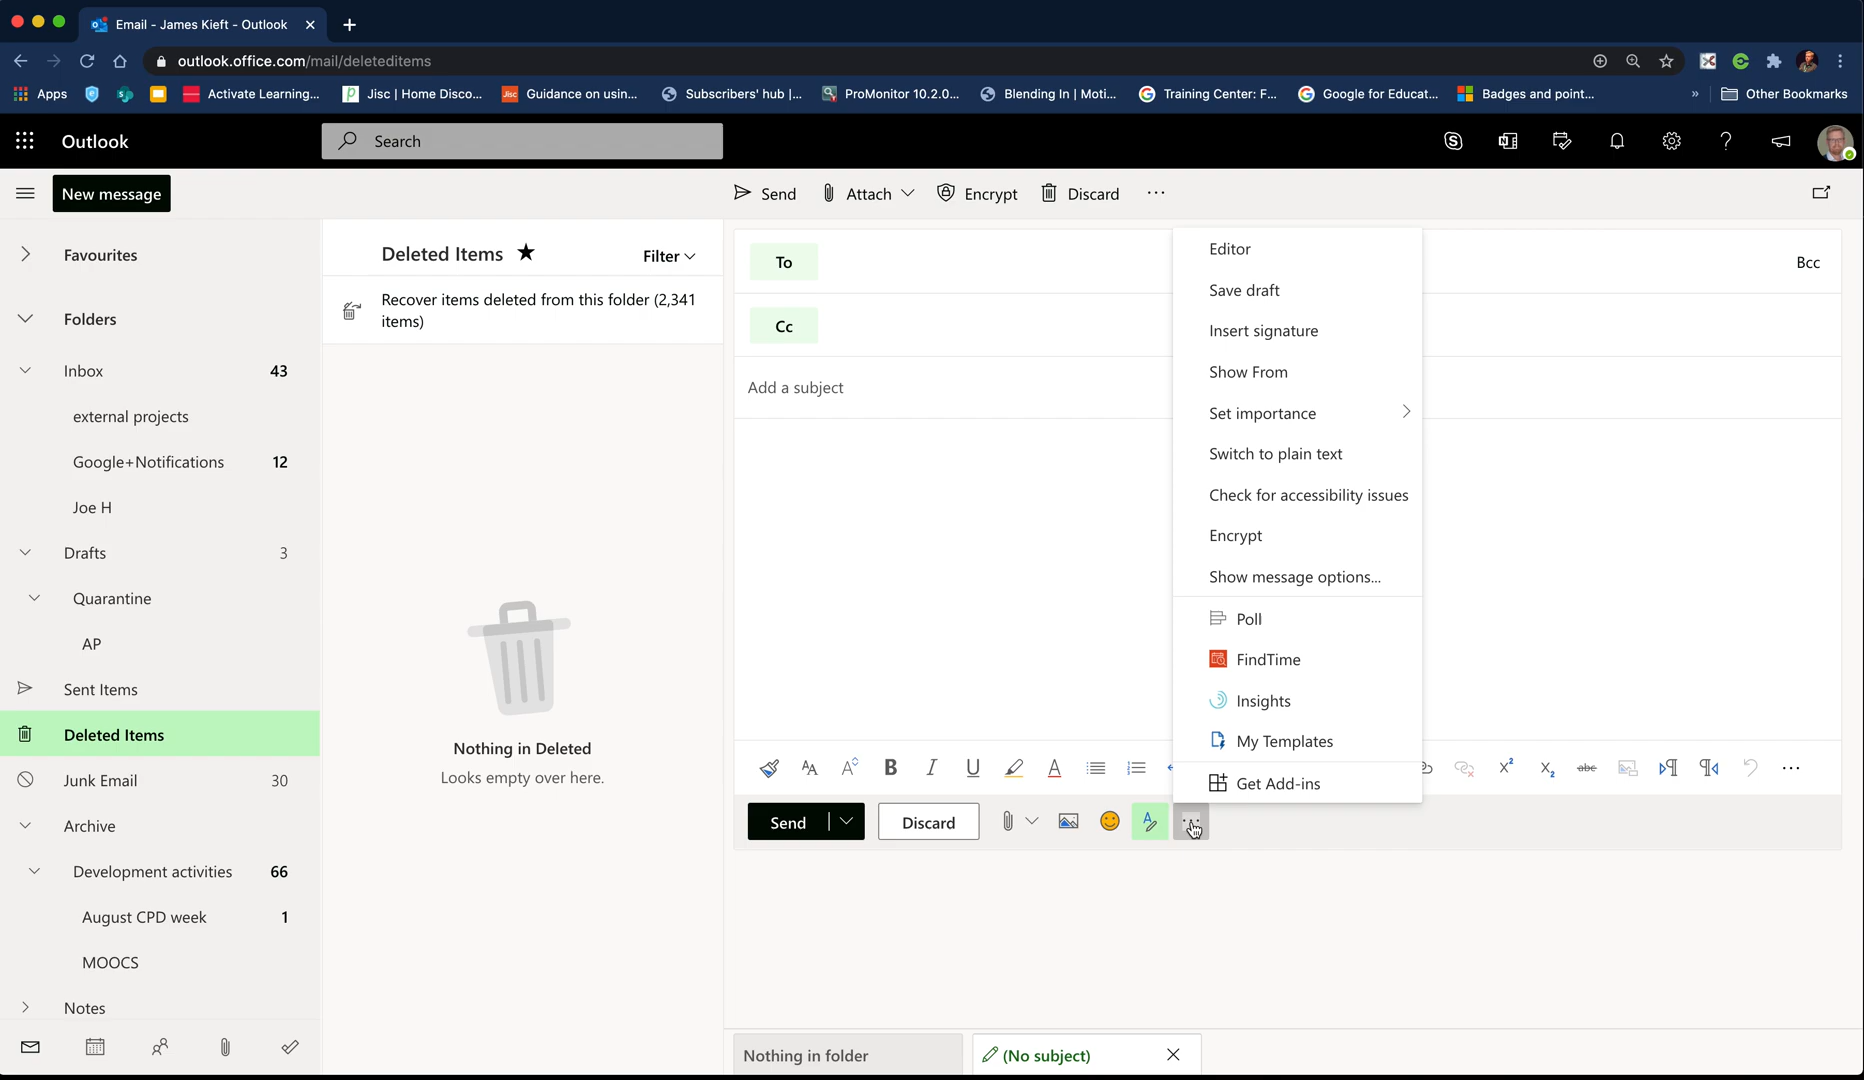 Email - James Kieft - Outlook
outlook.office.com/mail/deleteditems
Apps
Activate Learning...
Jisc | Home Disco...
Jisc
Guidance on usin...
Subscribers' hub |...
ProMonitor 10.2.0...
Blending In | Moti...
Training Center: F...
Google for Educat...
Badges and point...
»
Other Bookmarks
Outlook
Search
New message
Send
Attach
Encrypt
Discard
...
Favourites
Folders
Inbox 43
external projects
Google+Notifications 12
Joe H
Drafts 3
Quarantine
AP
Sent Items
Deleted Items
Junk Email 30
Archive
Development activities 66
August CPD week 1
MOOCS
Notes
Deleted Items
Filter
Recover items deleted from this folder (2,341
items)
Nothing in Deleted
Looks empty over here.
To
Bcc
Cc
Add a subject
Editor
Save draft
Insert signature
Show From
Set importance
Switch to plain text
Check for accessibility issues
Encrypt
Show message options...
Poll
FindTime
Insights
My Templates
Get Add-ins
Send
Discard
Nothing in folder
(No subject)